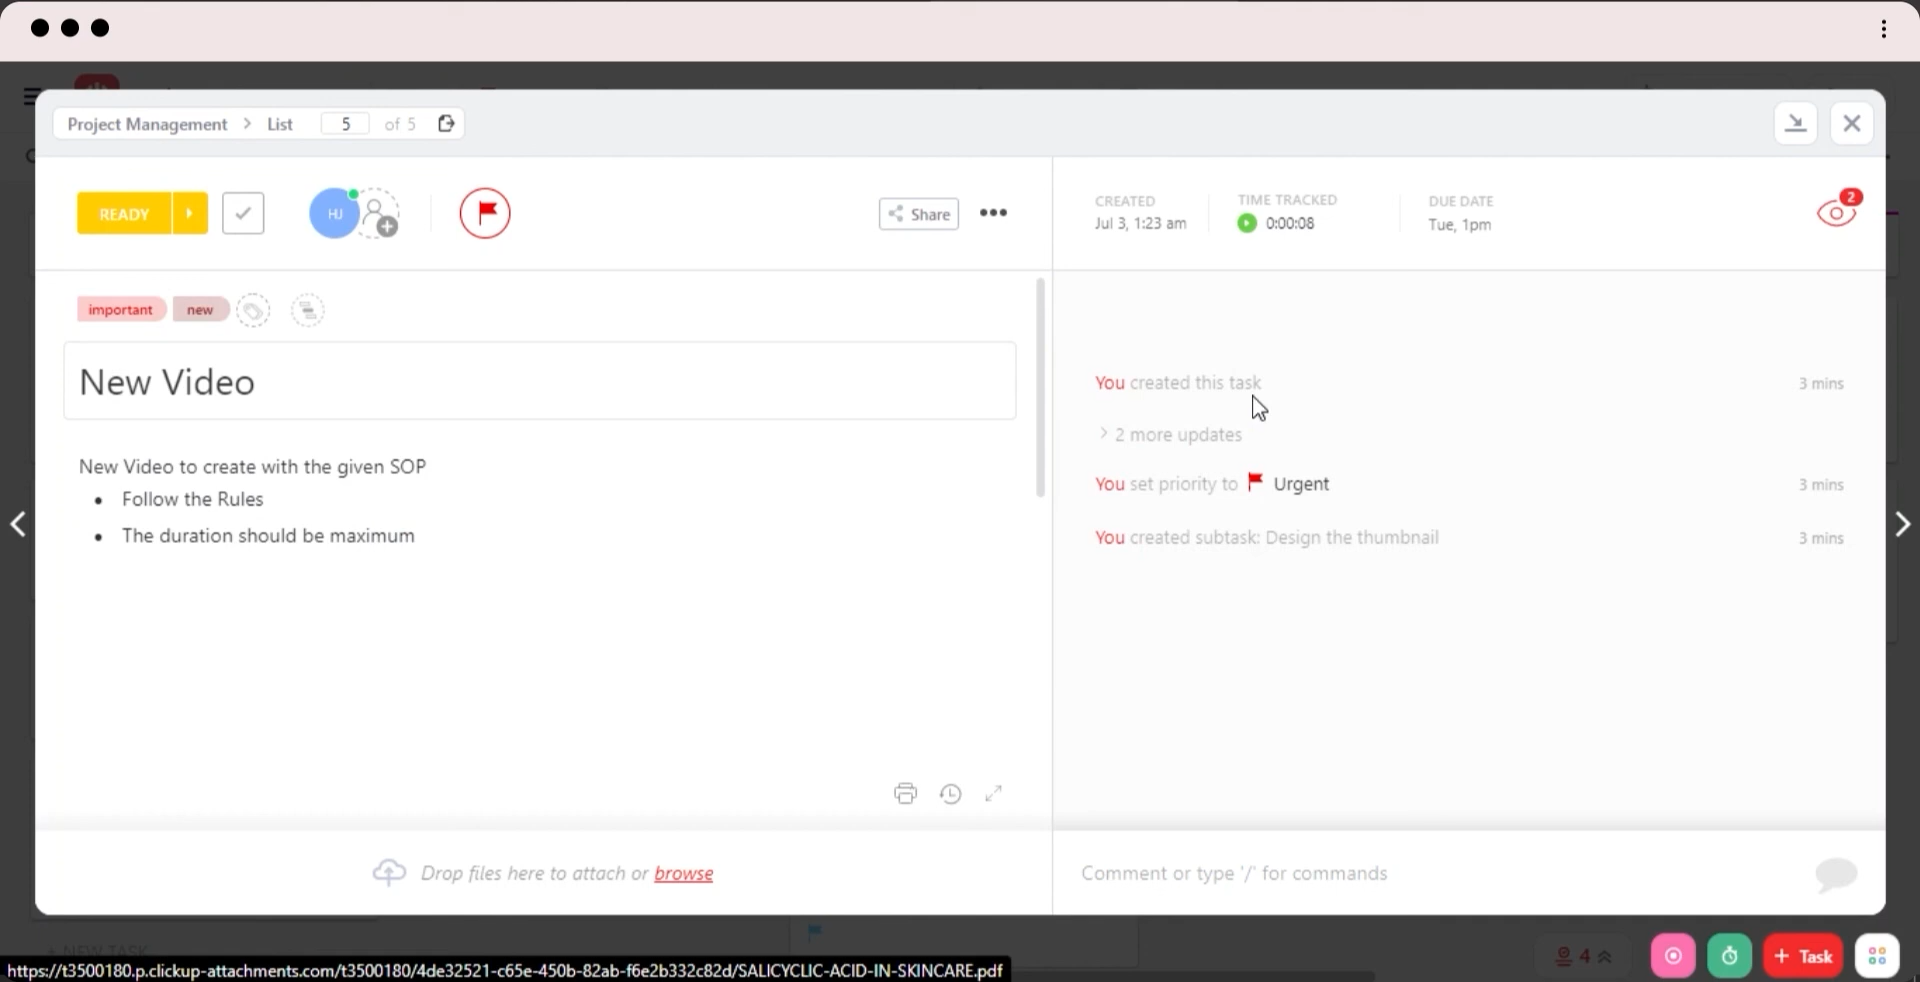 Project Management > List 5 of 5
READY
HJ
Share
CREATED
Jul 3, 1:23 am
TIME TRACKED
0:00:08
DUE DATE
Tue, 1pm
2
important new
New Video
New Video to create with the given SOP
• Follow the Rules
• The duration should be maximum
Drop files here to attach or browse
You created this task 3 mins
> 2 more updates
You set priority to Urgent 3 mins
You created subtask: Design the thumbnail 3 mins
Comment or type '/' for commands
+ NEW TASK
4
+ Task
https://t3500180.p.clickup-attachments.com/t3500180/4de32521-c65e-450b-82ab-f6e2b332c82d/SALICYCLIC-ACID-IN-SKINCARE.pdf